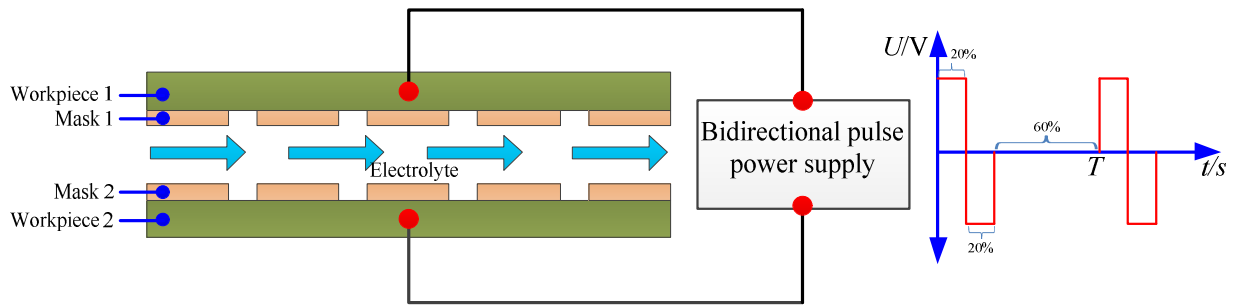 Workpiece 1
Mask 1
Electrolyte
Mask 2
Workpiece 2
Bidirectional pulse
power supply
U/V
20%
60%
T
t/s
20%